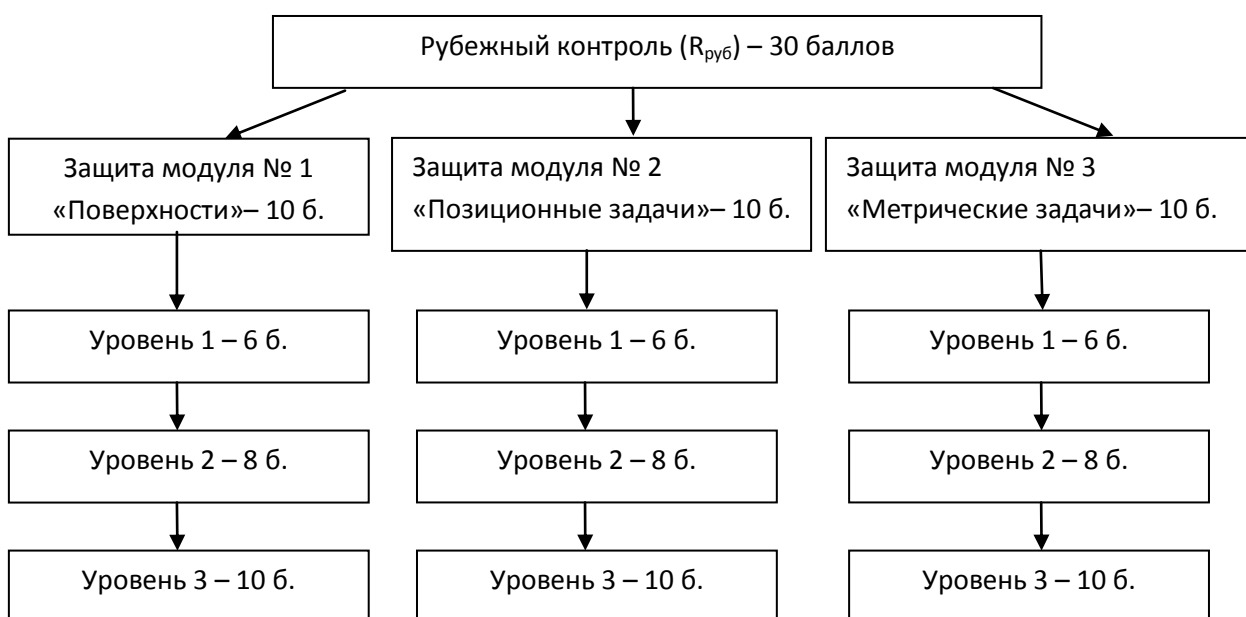 Рубежный контроль (Rруб) – 30 баллов
Защита модуля № 1
«Поверхности»– 10 б.
Защита модуля № 2
«Позиционные задачи»– 10 б.
Защита модуля № 3
«Метрические задачи»– 10 б.
Уровень 1 – 6 б.
Уровень 1 – 6 б.
Уровень 1 – 6 б.
Уровень 2 – 8 б.
Уровень 2 – 8 б.
Уровень 2 – 8 б.
Уровень 3 – 10 б.
Уровень 3 – 10 б.
Уровень 3 – 10 б.